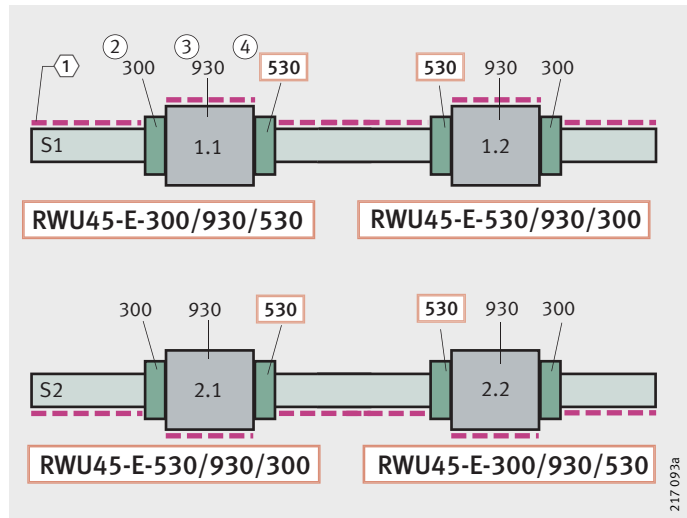 ② ③ ④
① 300 930 530 530 930 300
S1 1.1 1.2
RWU45-E-300/930/530 RWU45-E-530/930/300
300 930 530 530 930 300
S2 2.1 2.2
RWU45-E-530/930/300 RWU45-E-300/930/530
217 093a